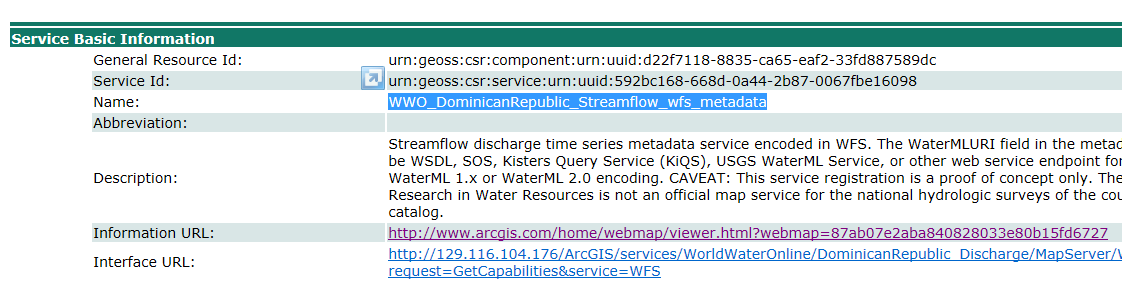 Service Basic Information
General Resource Id: urn:geoss:csr:component:urn:uuid:d22f7118-8835-ca65-eaf2-33fd887589dc
Service Id: urn:geoss:csr:service:urn:uuid:592bc168-668d-0a44-2b87-0067fbe16098
Name: WWO_DominicanRepublic_Streamflow_wfs_metadata
Abbreviation:
Streamflow discharge time series metadata service encoded in WFS. The WaterMLURI field in the metad
be WSDL, SOS, Kisters Query Service (KiQS), USGS WaterML Service, or other web service endpoint for
Description: WaterML 1.x or WaterML 2.0 encoding. CAVEAT: This service registration is a proof of concept only. The
Research in Water Resources is not an official map service for the national hydrologic surveys of the cou
catalog.
Information URL: http://www.arcgis.com/home/webmap/viewer.html?webmap=87ab07e2aba840828033e80b15fd6727
Interface URL: http://129.116.104.176/ArcGIS/services/WorldWaterOnline/DominicanRepublic_Discharge/MapServer/W
request=GetCapabilities&service=WFS